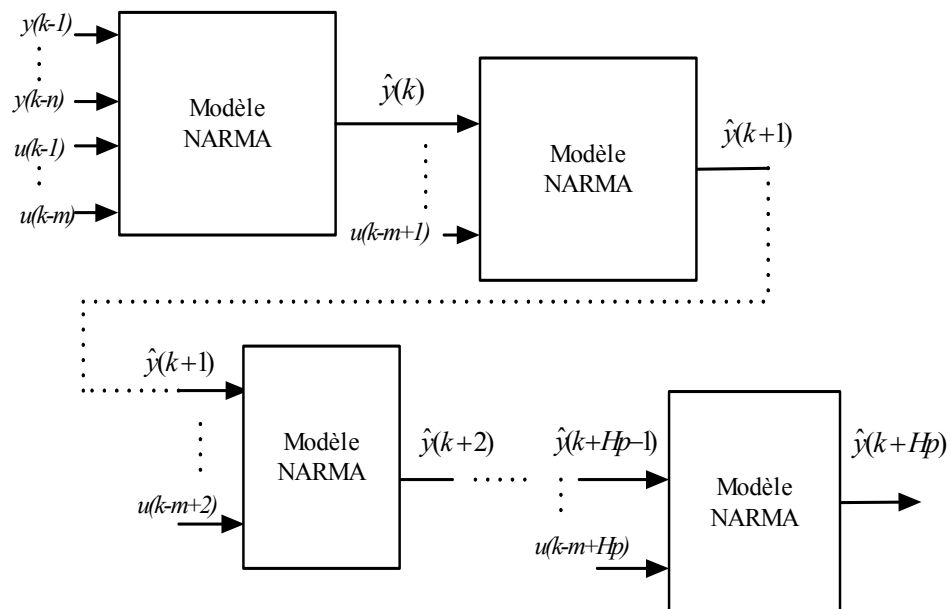 y(k-1)
y(k-n)
u(k-1)
u(k-m)
Modèle
NARMA
ŷ(k)
u(k-m+1)
Modèle
NARMA
ŷ(k+1)
ŷ(k+1)
u(k-m+2)
Modèle
NARMA
ŷ(k+2)
ŷ(k+Hp-1)
u(k-m+Hp)
Modèle
NARMA
ŷ(k+Hp)